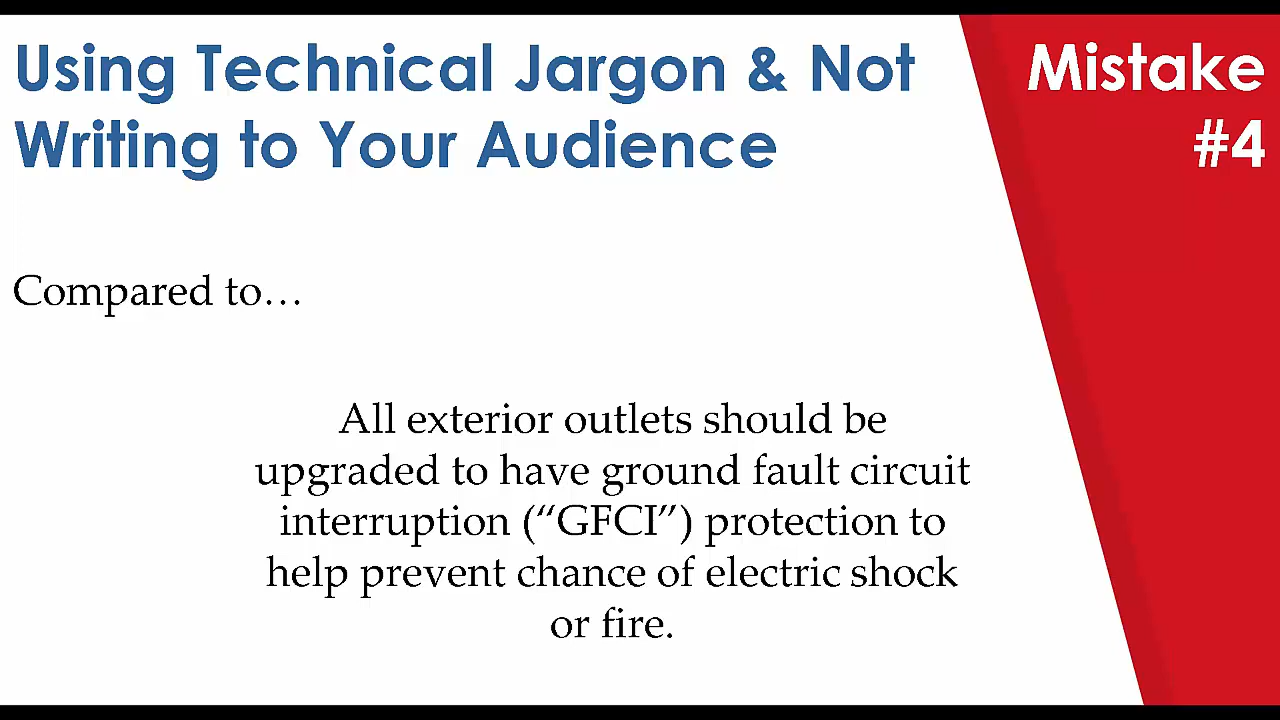 Using Technical Jargon & Not
Writing to Your Audience
Mistake
#4
Compared to…
All exterior outlets should be
upgraded to have ground fault circuit
interruption (“GFCI”) protection to
help prevent chance of electric shock
or fire.